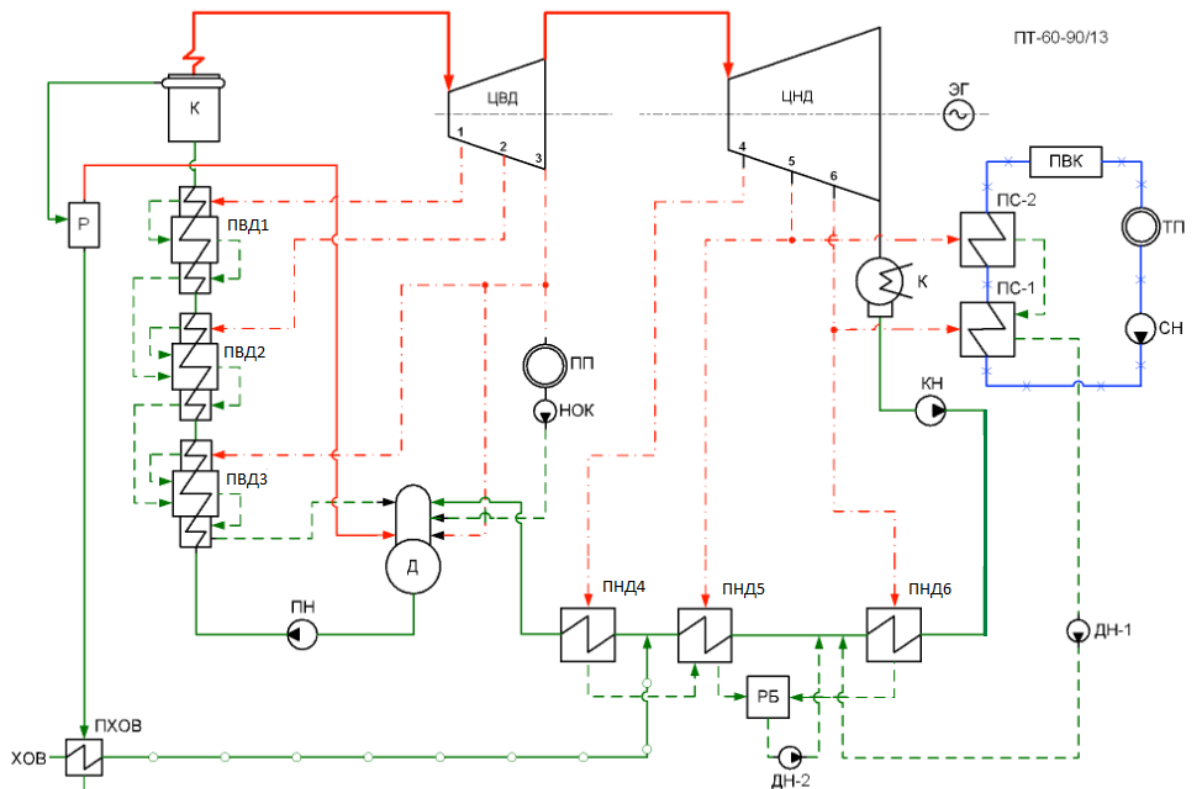 ПТ-60-90/13
К
ЦВД
ЦНД
ЭГ
1
2
3
4
5
6
ПВК
ПС-2
ТП
Р
ПВД1
К
ПС-1
СН
ПВД2
ПП
НОК
КН
ПВД3
Д
ПНД4
ПНД5
ПНД6
ПН
ДН-1
РБ
ПХОВ
ХОВ
ДН-2